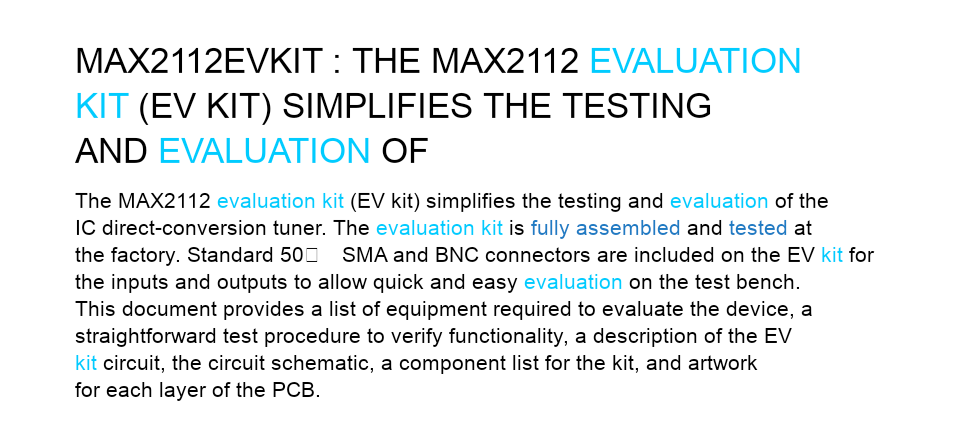 MAX2112EVKIT : THE MAX2112 EVALUATION
KIT (EV KIT) SIMPLIFIES THE TESTING
AND EVALUATION OF
The MAX2112 evaluation kit (EV kit) simplifies the testing and evaluation of the
IC direct-conversion tuner. The evaluation kit is fully assembled and tested at
the factory. Standard 50□ SMA and BNC connectors are included on the EV kit for
the inputs and outputs to allow quick and easy evaluation on the test bench.
This document provides a list of equipment required to evaluate the device, a
straightforward test procedure to verify functionality, a description of the EV
kit circuit, the circuit schematic, a component list for the kit, and artwork
for each layer of the PCB.